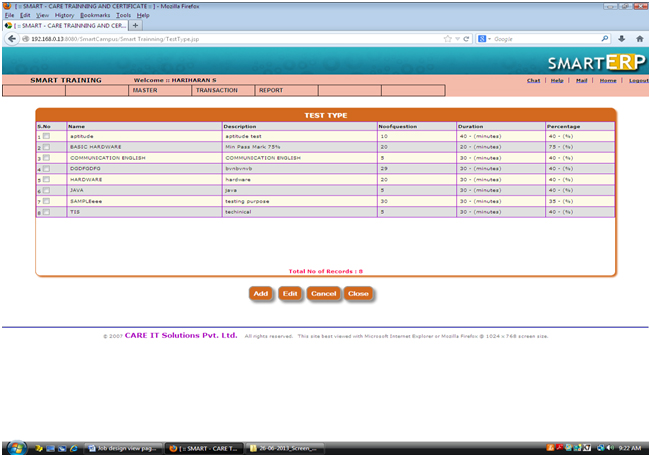 [ :: SMART - CARE TRAINNING AND CERTIFICATE :: ] - Mozilla Firefox
File Edit View History Bookmarks Tools Help
[ :: SMART - CARE TRAINNING AND CER... +
192.168.0.13:8080/SmartCampus/Smart Trainning/TestType.jsp
Google
SMARTERP
SMART TRAINING Welcome :: HARIHARAN S Chat | Help | Mail | Home | Logout
MASTER TRANSACTION REPORT
TEST TYPE
S.No Name Description Noofquestion Duration Percentage
1 aptitude aptitude test 10 40 - (minutes) 40 - (%)
2 BASIC HARDWARE Min Pass Mark 75% 20 20 - (minutes) 75 - (%)
3 COMMUNICATION ENGLISH COMMUNICATION ENGLISH 5 30 - (minutes) 40 - (%)
4 DGDFGDFG bvnbvnvb 29 30 - (minutes) 40 - (%)
5 HARDWARE hardware 20 30 - (minutes) 40 - (%)
6 JAVA java 5 30 - (minutes) 40 - (%)
7 SAMPLEeee testing purpose 30 30 - (minutes) 35 - (%)
8 TIS techinical 5 30 - (minutes) 40 - (%)
Total No of Records : 8
Add Edit Cancel Close
© 2007 CARE IT Solutions Pvt. Ltd. All rights reserved. This site best viewed with Microsoft Internet Explorer or Mozilla Firefox @ 1024 x 768 screen size.
Job design view pag... [ :: SMART - CARE T... 26-06-2013_Screen_... 9:22 AM